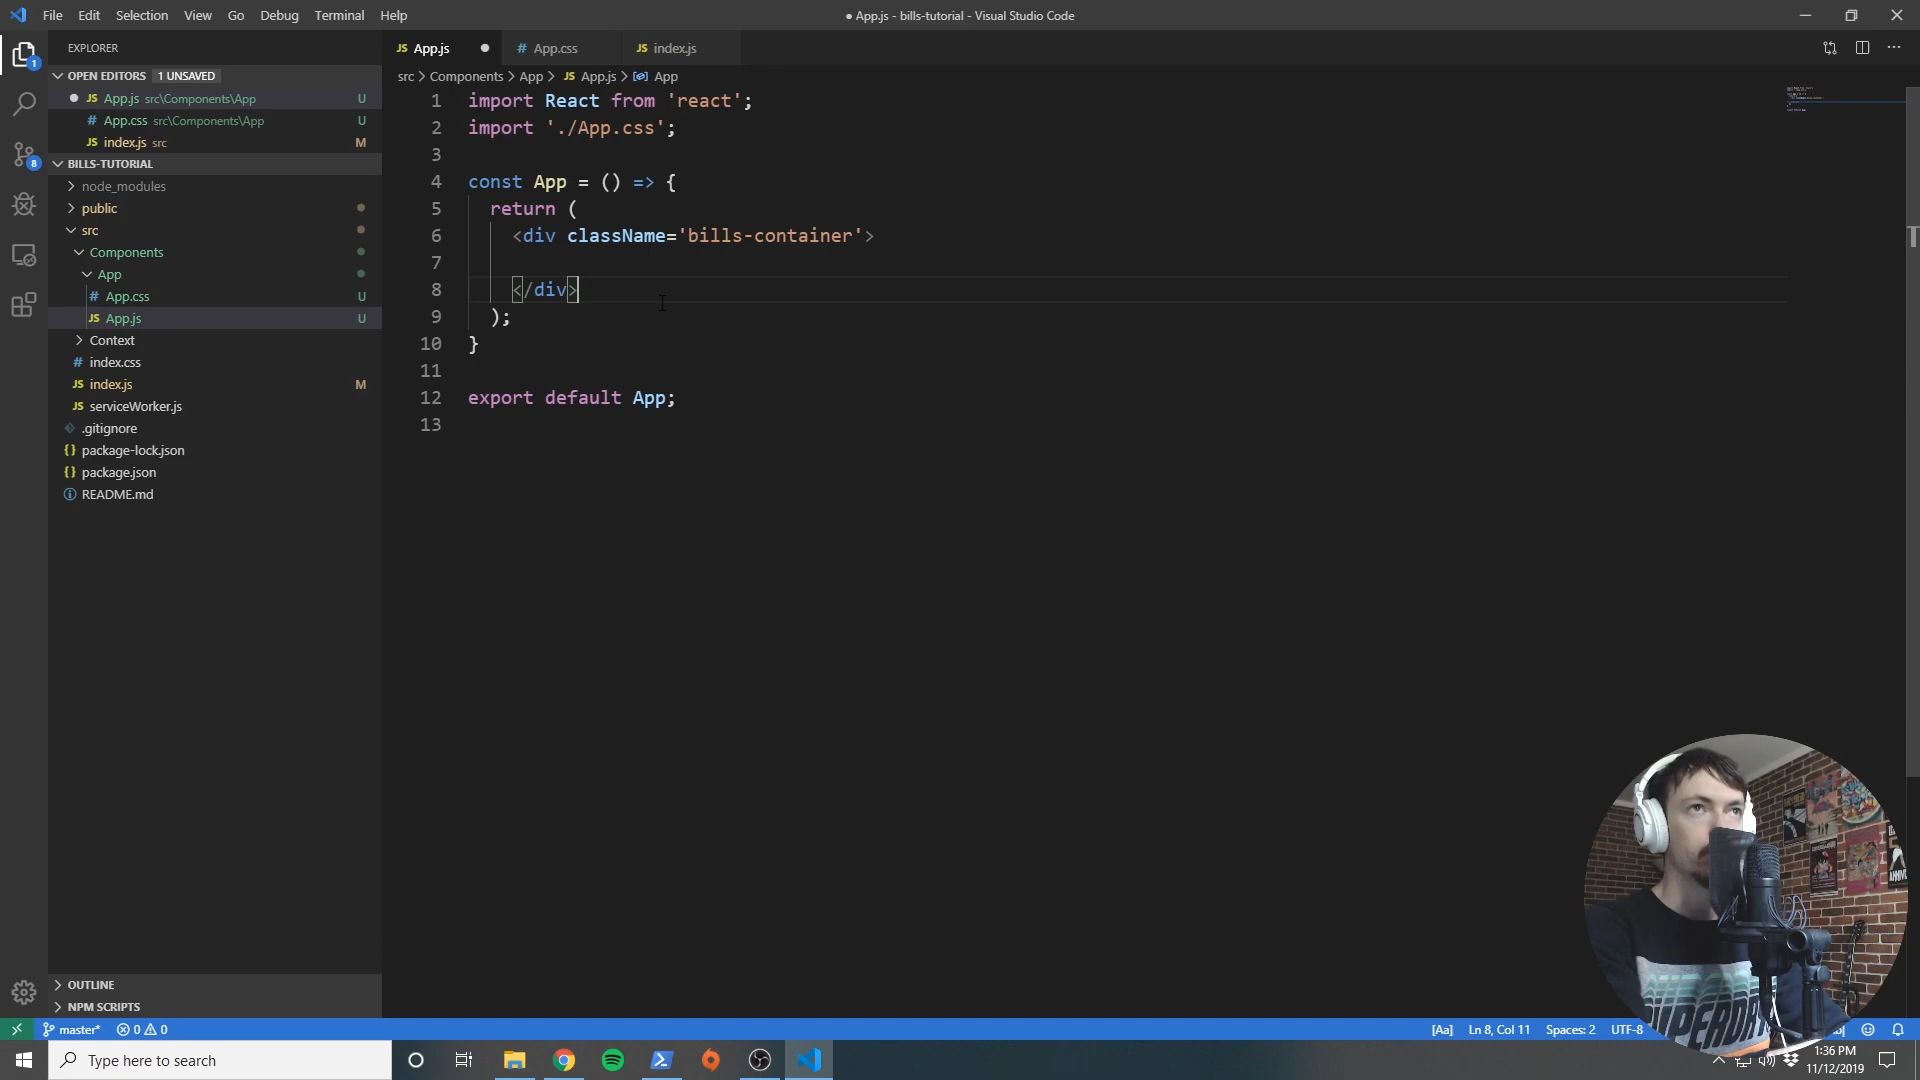 File Edit Selection View Go Debug Terminal Help
● App.js - bills-tutorial - Visual Studio Code
EXPLORER
OPEN EDITORS 1 UNSAVED
JS App.js src\Components\App U
# App.css src\Components\App U
JS index.js src M
BILLS-TUTORIAL
node_modules
public
src
Components
App
# App.css U
JS App.js U
Context
# index.css
JS index.js M
JS serviceWorker.js
.gitignore
{} package-lock.json
{} package.json
README.md
OUTLINE
NPM SCRIPTS
JS App.js # App.css JS index.js
src > Components > App > JS App.js > App
1 import React from 'react';
2 import './App.css';
3
4 const App = () => {
5 return (
6 <div className='bills-container'>
7
8 </div>
9 );
10 }
11
12 export default App;
13
1
8
master* 0 0
[Aa] Ln 8, Col 11 Spaces: 2 UTF-8
Type here to search
1:36 PM
11/12/2019